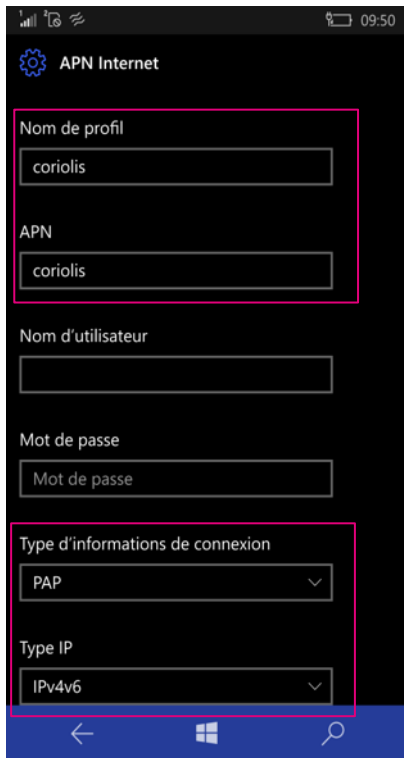 09:50
APN Internet
Nom de profil
coriolis
APN
coriolis
Nom d'utilisateur
Mot de passe
Mot de passe
Type d'informations de connexion
PAP
Type IP
IPv4v6